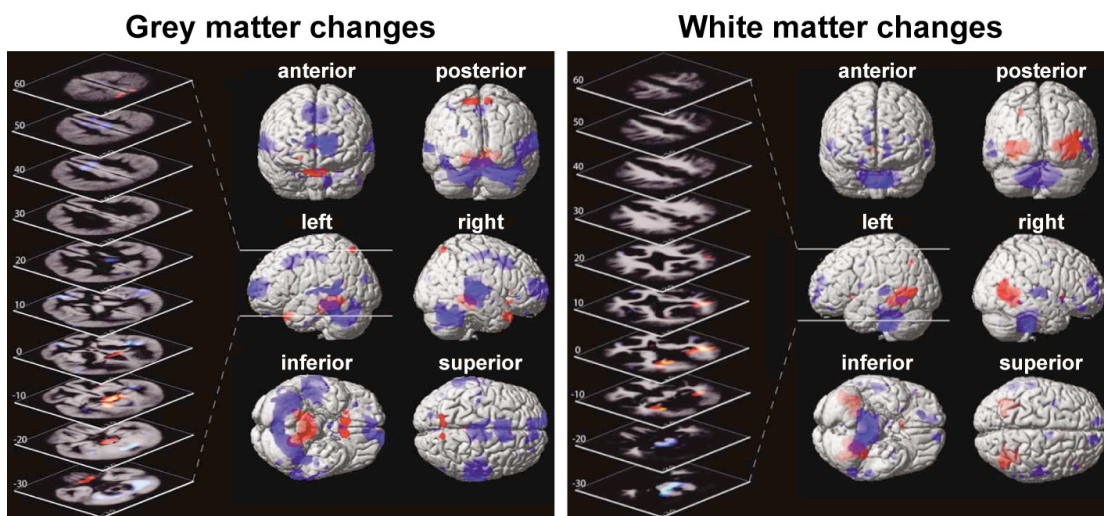 Grey matter changes
White matter changes
60
50
40
30
20
10
0
-10
-20
-30
anterior
posterior
left
right
inferior
superior
60
50
40
30
20
10
0
-10
-20
-30
anterior
posterior
left
right
inferior
superior